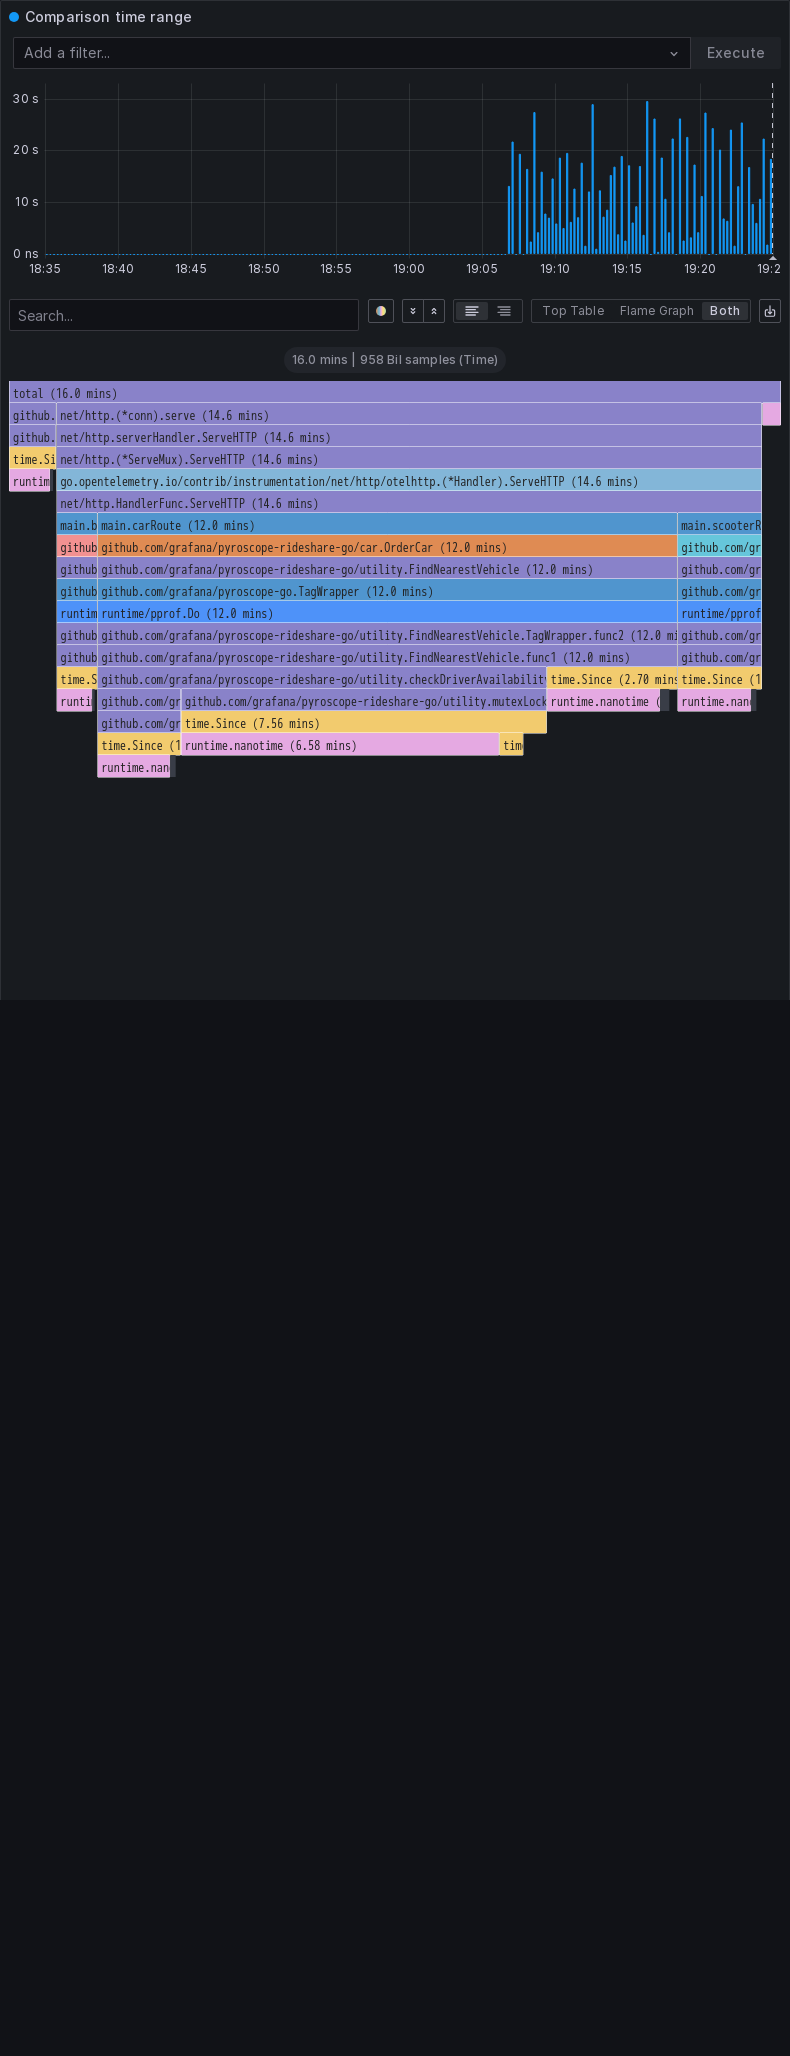 Comparison time range
Add a filter...
Execute
30 s
20 s
10 s
0 ns
18:35 18:40 18:45 18:50 18:55 19:00 19:05 19:10 19:15 19:20 19:2
Search...
Top Table Flame Graph Both
16.0 mins | 958 Bil samples (Time)
total (16.0 mins)
github. net/http.(*conn).serve (14.6 mins)
github. net/http.serverHandler.ServeHTTP (14.6 mins)
time.Si net/http.(*ServeMux).ServeHTTP (14.6 mins)
runtim go.opentelemetry.io/contrib/instrumentation/net/http/otelhttp.(*Handler).ServeHTTP (14.6 mins)
net/http.HandlerFunc.ServeHTTP (14.6 mins)
main.b main.carRoute (12.0 mins) main.scooterR
github github.com/grafana/pyroscope-rideshare-go/car.OrderCar (12.0 mins) github.com/gr
github github.com/grafana/pyroscope-rideshare-go/utility.FindNearestVehicle (12.0 mins) github.com/gr
github github.com/grafana/pyroscope-go.TagWrapper (12.0 mins) github.com/gr
runtim runtime/pprof.Do (12.0 mins) runtime/pprof
github github.com/grafana/pyroscope-rideshare-go/utility.FindNearestVehicle.TagWrapper.func2 (12.0 mi github.com/gr
github github.com/grafana/pyroscope-rideshare-go/utility.FindNearestVehicle.func1 (12.0 mins) github.com/gr
time.S github.com/grafana/pyroscope-rideshare-go/utility.checkDriverAvailability time.Since (2.70 mins time.Since (1
runti github.com/gr github.com/grafana/pyroscope-rideshare-go/utility.mutexLock runtime.nanotime ( runtime.nan
github.com/gr time.Since (7.56 mins)
time.Since (1 runtime.nanotime (6.58 mins) tim
runtime.nan